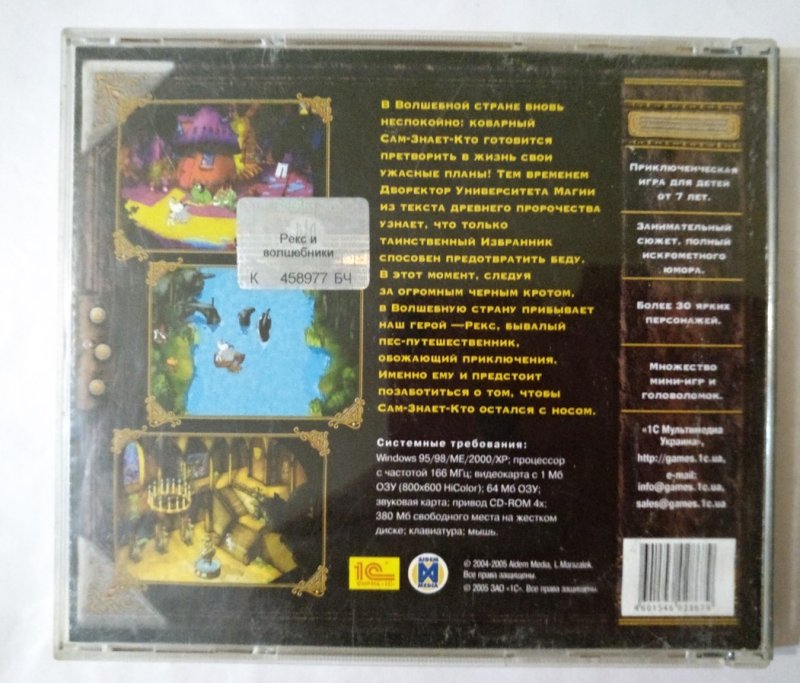 В Волшебной стране вновь
неспокойно: коварный
Сам-Знает-Кто готовится
претворить в жизнь свои
ужасные планы! Тем временем
Дворектор Университета Магии
из текста древнего пророчества
узнает, что только
таинственный Избранник
способен предотвратить беду.
В этот момент, следуя
за огромным черным кротом,
в Волшебную страну прибывает
наш герой —Рекс, бывалый
пес-путешественник,
обожающий приключения.
Именно ему и предстоит
позаботиться о том, чтобы
Сам-Знает-Кто остался с носом.
Системные требования:
Windows 95/98/ME/2000/XP; процессор
с частотой 166 МГц; видеокарта с 1 Мб
ОЗУ (800x600 HiColor); 64 Мб ОЗУ;
звуковая карта; привод CD-ROM 4x;
380 Мб свободного места на жестком
диске; клавиатура; мышь.
Рекс и
волшебники
К 458977 БЧ
Приключенческая
игра для детей
от 7 лет.
Занимательный
сюжет, полный
искрометного
юмора.
Более 30 ярких
персонажей.
Множество
мини-игр и
головоломок.
«1С Мультимедиа
Украина»,
http://games.1c.ua,
e-mail:
info@games.1c.ua,
sales@games.1c.ua
1С
ФИРМА «1С»
AIDEM
MEDIA
© 2004-2005 Aidem Media, L.Marszalek.
Все права защищены.
© 2005 ЗАО «1С». Все права защищены.